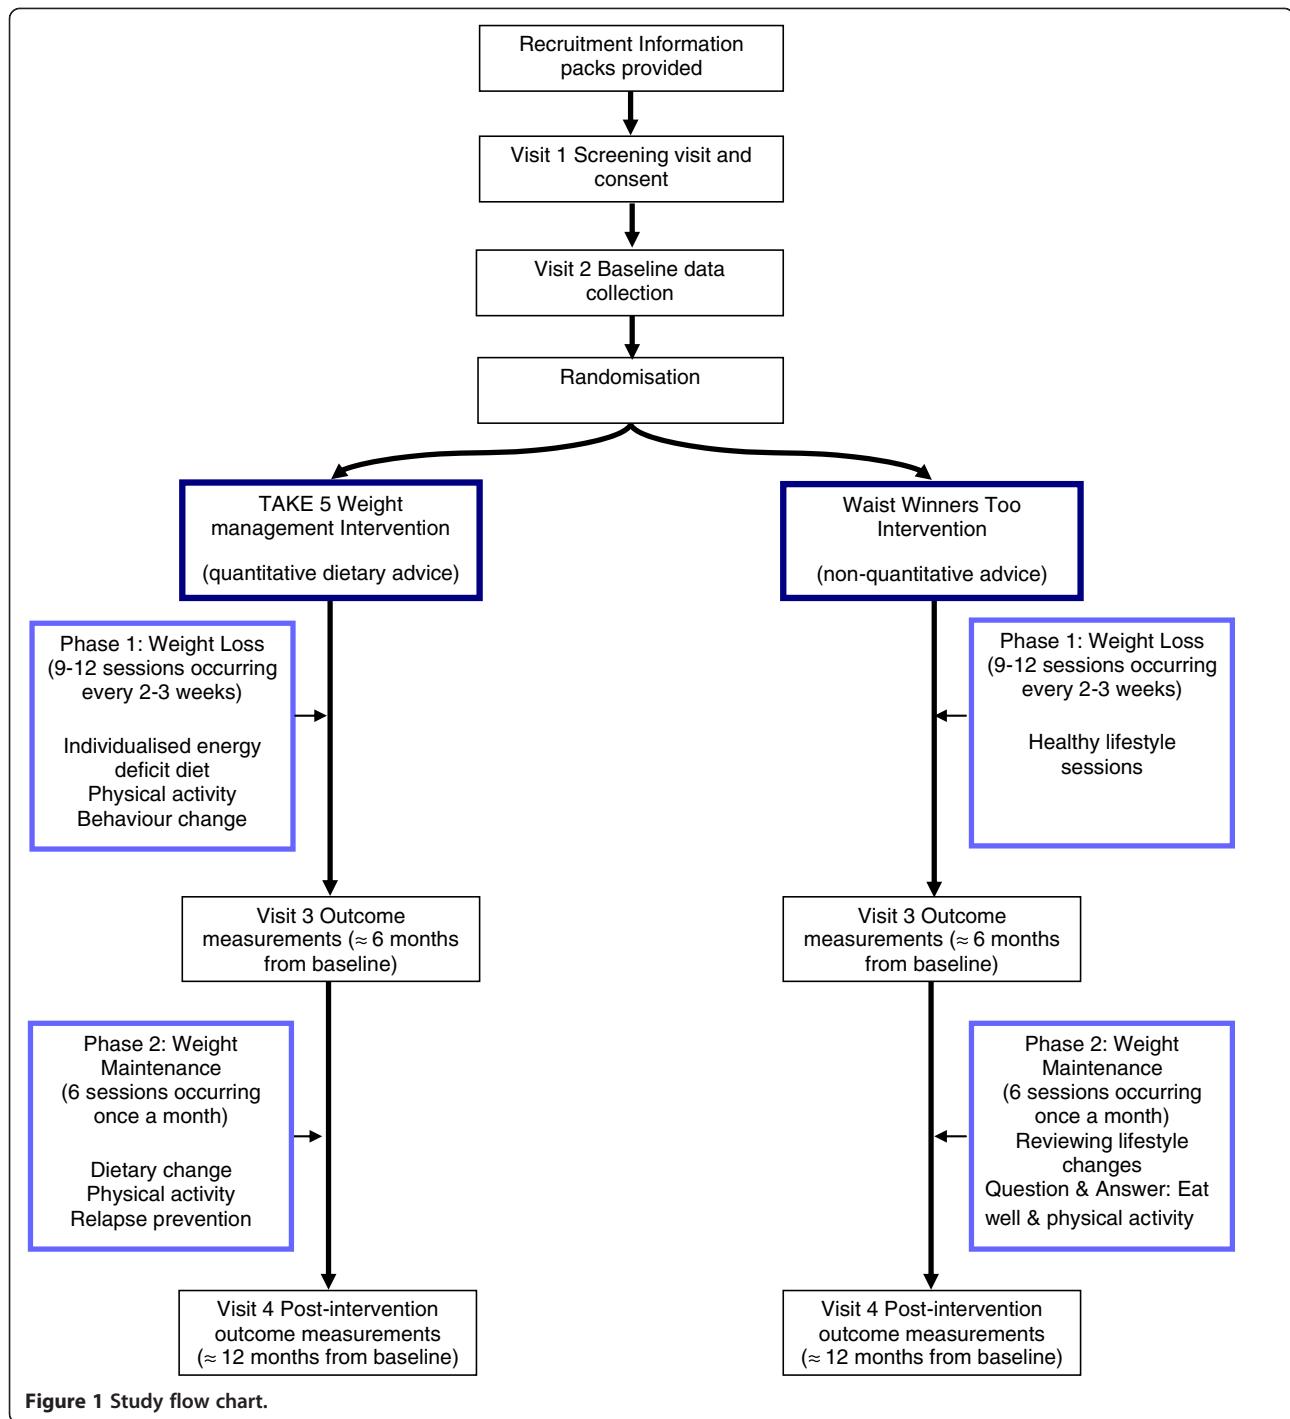 Recruitment Information
packs provided
Visit 1 Screening visit and
consent
Visit 2 Baseline data
collection
Randomisation
TAKE 5 Weight
management Intervention
(quantitative dietary advice)
Waist Winners Too
Intervention
(non-quantitative advice)
Phase 1: Weight Loss
(9-12 sessions occurring
every 2-3 weeks)
Individualised energy
deficit diet
Physical activity
Behaviour change
Phase 1: Weight Loss
(9-12 sessions occurring
every 2-3 weeks)
Healthy lifestyle
sessions
Visit 3 Outcome
measurements (≈ 6 months
from baseline)
Visit 3 Outcome
measurements (≈ 6 months
from baseline)
Phase 2: Weight
Maintenance
(6 sessions occurring
once a month)
Dietary change
Physical activity
Relapse prevention
Phase 2: Weight
Maintenance
(6 sessions occurring
once a month)
Reviewing lifestyle
changes
Question & Answer: Eat
well & physical activity
Visit 4 Post-intervention
outcome measurements
(≈ 12 months from baseline)
Visit 4 Post-intervention
outcome measurements
(≈ 12 months from baseline)
Figure 1 Study flow chart.